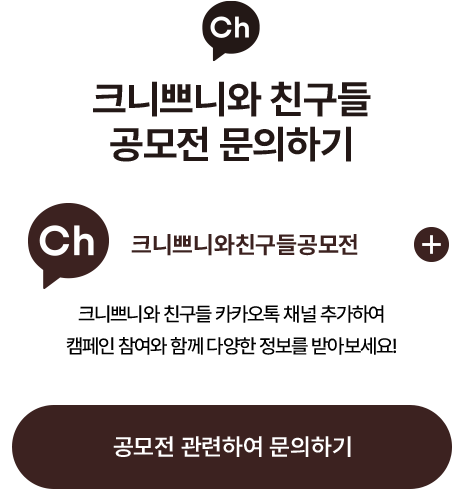 Ch
크니쁘니와 친구들
공모전 문의하기
Ch 크니쁘니와친구들공모전 +
크니쁘니와 친구들 카카오톡 채널 추가하여
캠페인 참여와 함께 다양한 정보를 받아보세요!
공모전 관련하여 문의하기